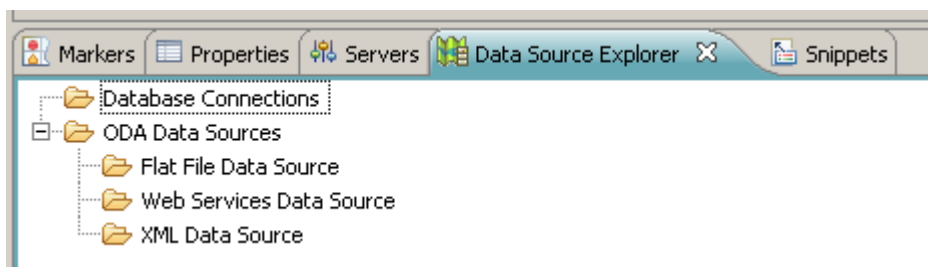 Markers Properties Servers Data Source Explorer Snippets
Database Connections
ODA Data Sources
Flat File Data Source
Web Services Data Source
XML Data Source